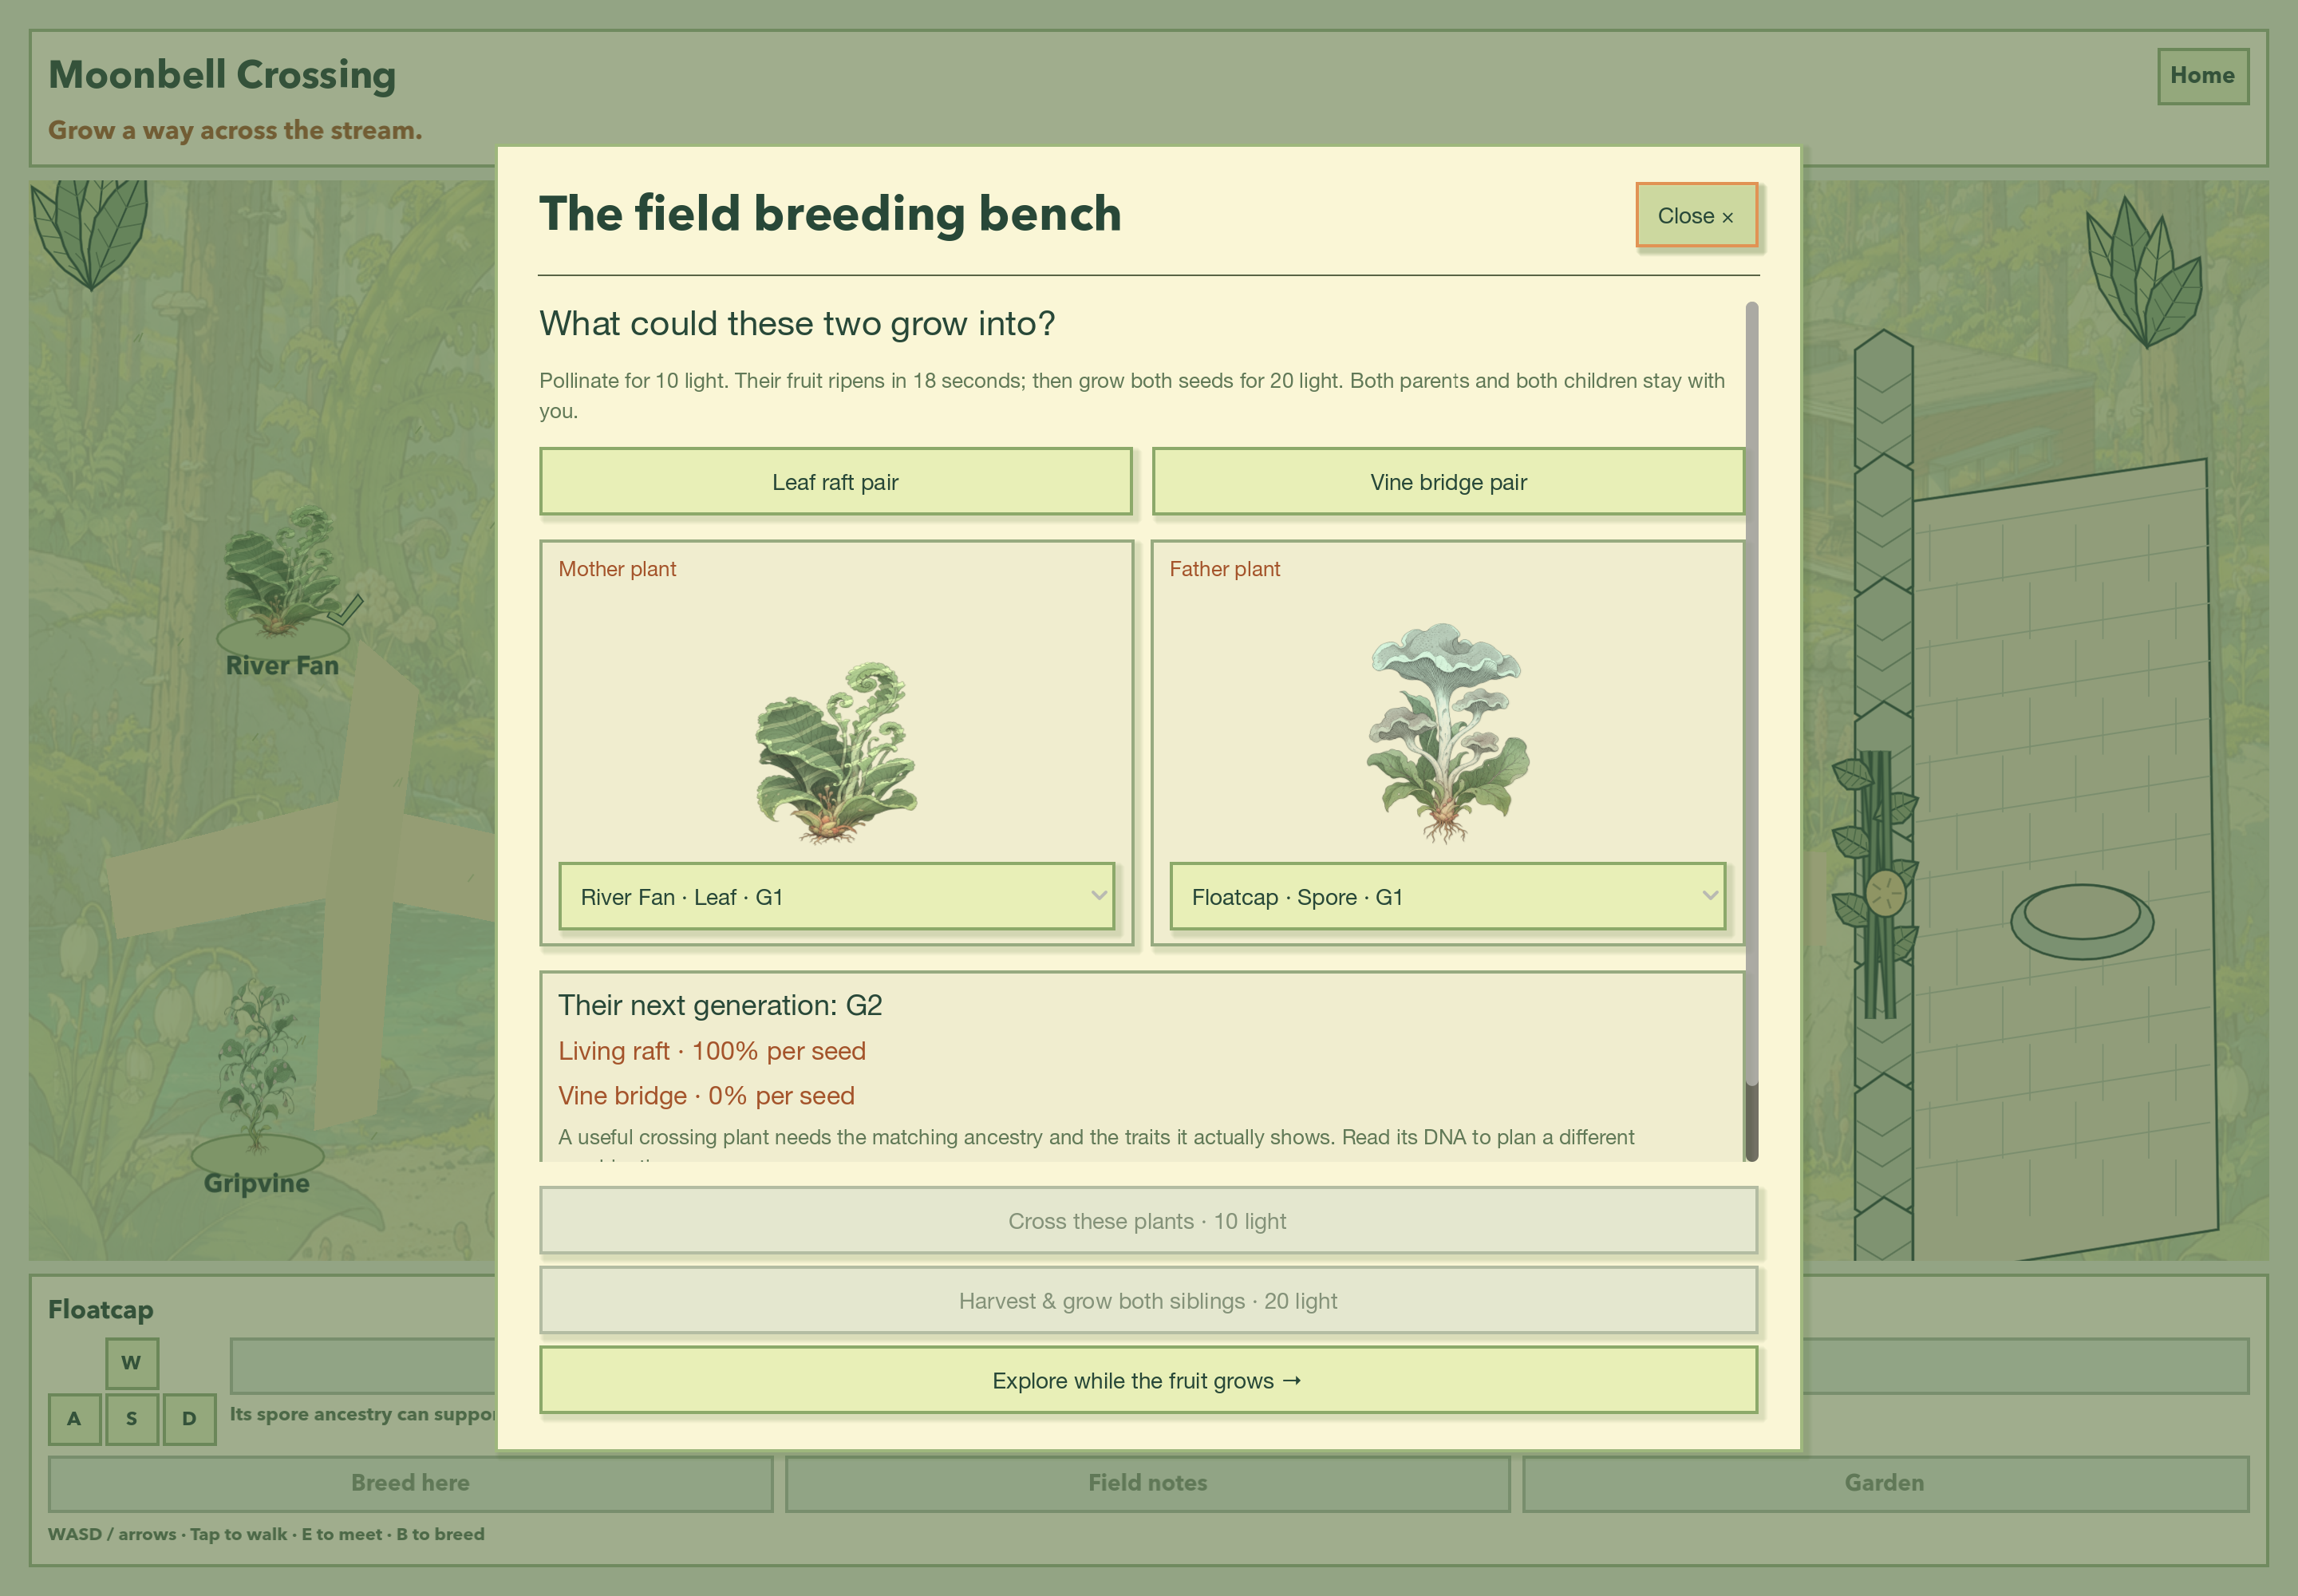 Moonbell Crossing
Home
Grow a way across the stream.
The field breeding bench
Close ×
What could these two grow into?
Pollinate for 10 light. Their fruit ripens in 18 seconds; then grow both seeds for 20 light. Both parents and both children stay with
you.
Leaf raft pair
Vine bridge pair
Mother plant
Father plant
River Fan · Leaf · G1
Floatcap · Spore · G1
Their next generation: G2
Living raft · 100% per seed
Vine bridge · 0% per seed
A useful crossing plant needs the matching ancestry and the traits it actually shows. Read its DNA to plan a different
Cross these plants · 10 light
Harvest & grow both siblings · 20 light
Explore while the fruit grows →
River Fan
Gripvine
Floatcap
W
A S D
Its spore ancestry can
Breed here
Field notes
Garden
WASD / arrows · Tap to walk · E to meet · B to breed